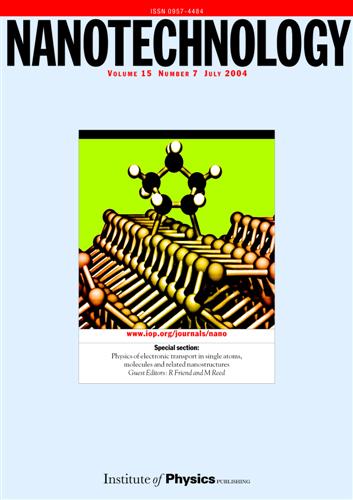 ISSN 0957-4484
NANOTECHNOLOGY
VOLUME 15 NUMBER 7 JULY 2004
www.iop.org/journals/nano
Special section:
Physics of electronic transport in single atoms,
molecules and related nanostructures
Guest Editors: R Friend and M Reed
Institute of Physics PUBLISHING